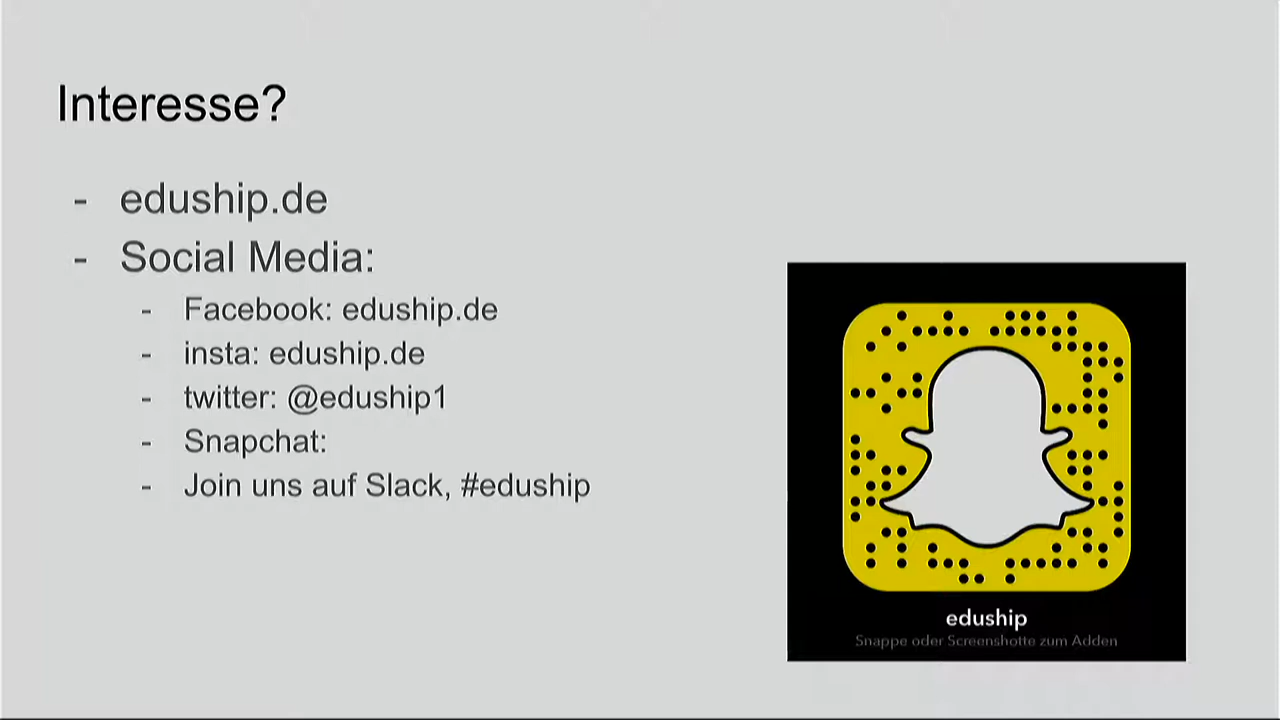 Interesse?
- eduship.de
- Social Media:
- Facebook: eduship.de
- insta: eduship.de
- twitter: @eduship1
- Snapchat:
- Join uns auf Slack, #eduship
eduship
Snappe oder Screenshotte zum Adden